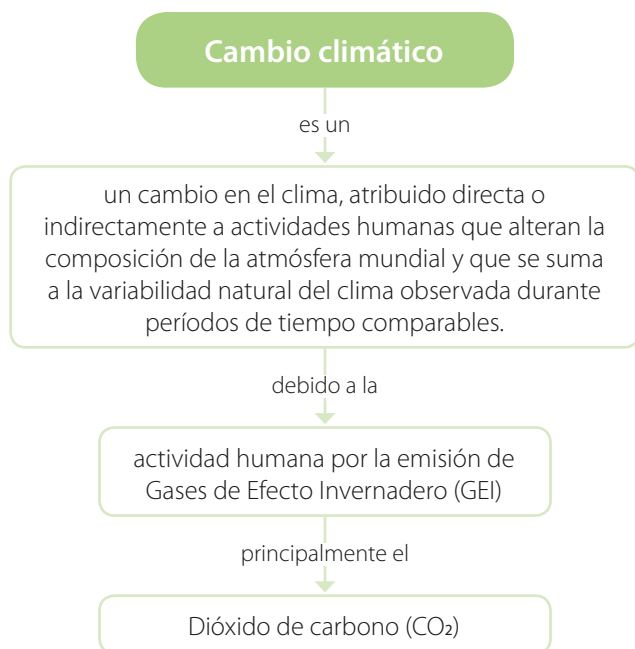 Cambio climático
es un
un cambio en el clima, atribuido directa o
indirectamente a actividades humanas que alteran la
composición de la atmósfera mundial y que se suma
a la variabilidad natural del clima observada durante
períodos de tiempo comparables.
debido a la
actividad humana por la emisión de
Gases de Efecto Invernadero (GEI)
principalmente el
Dióxido de carbono (CO₂)